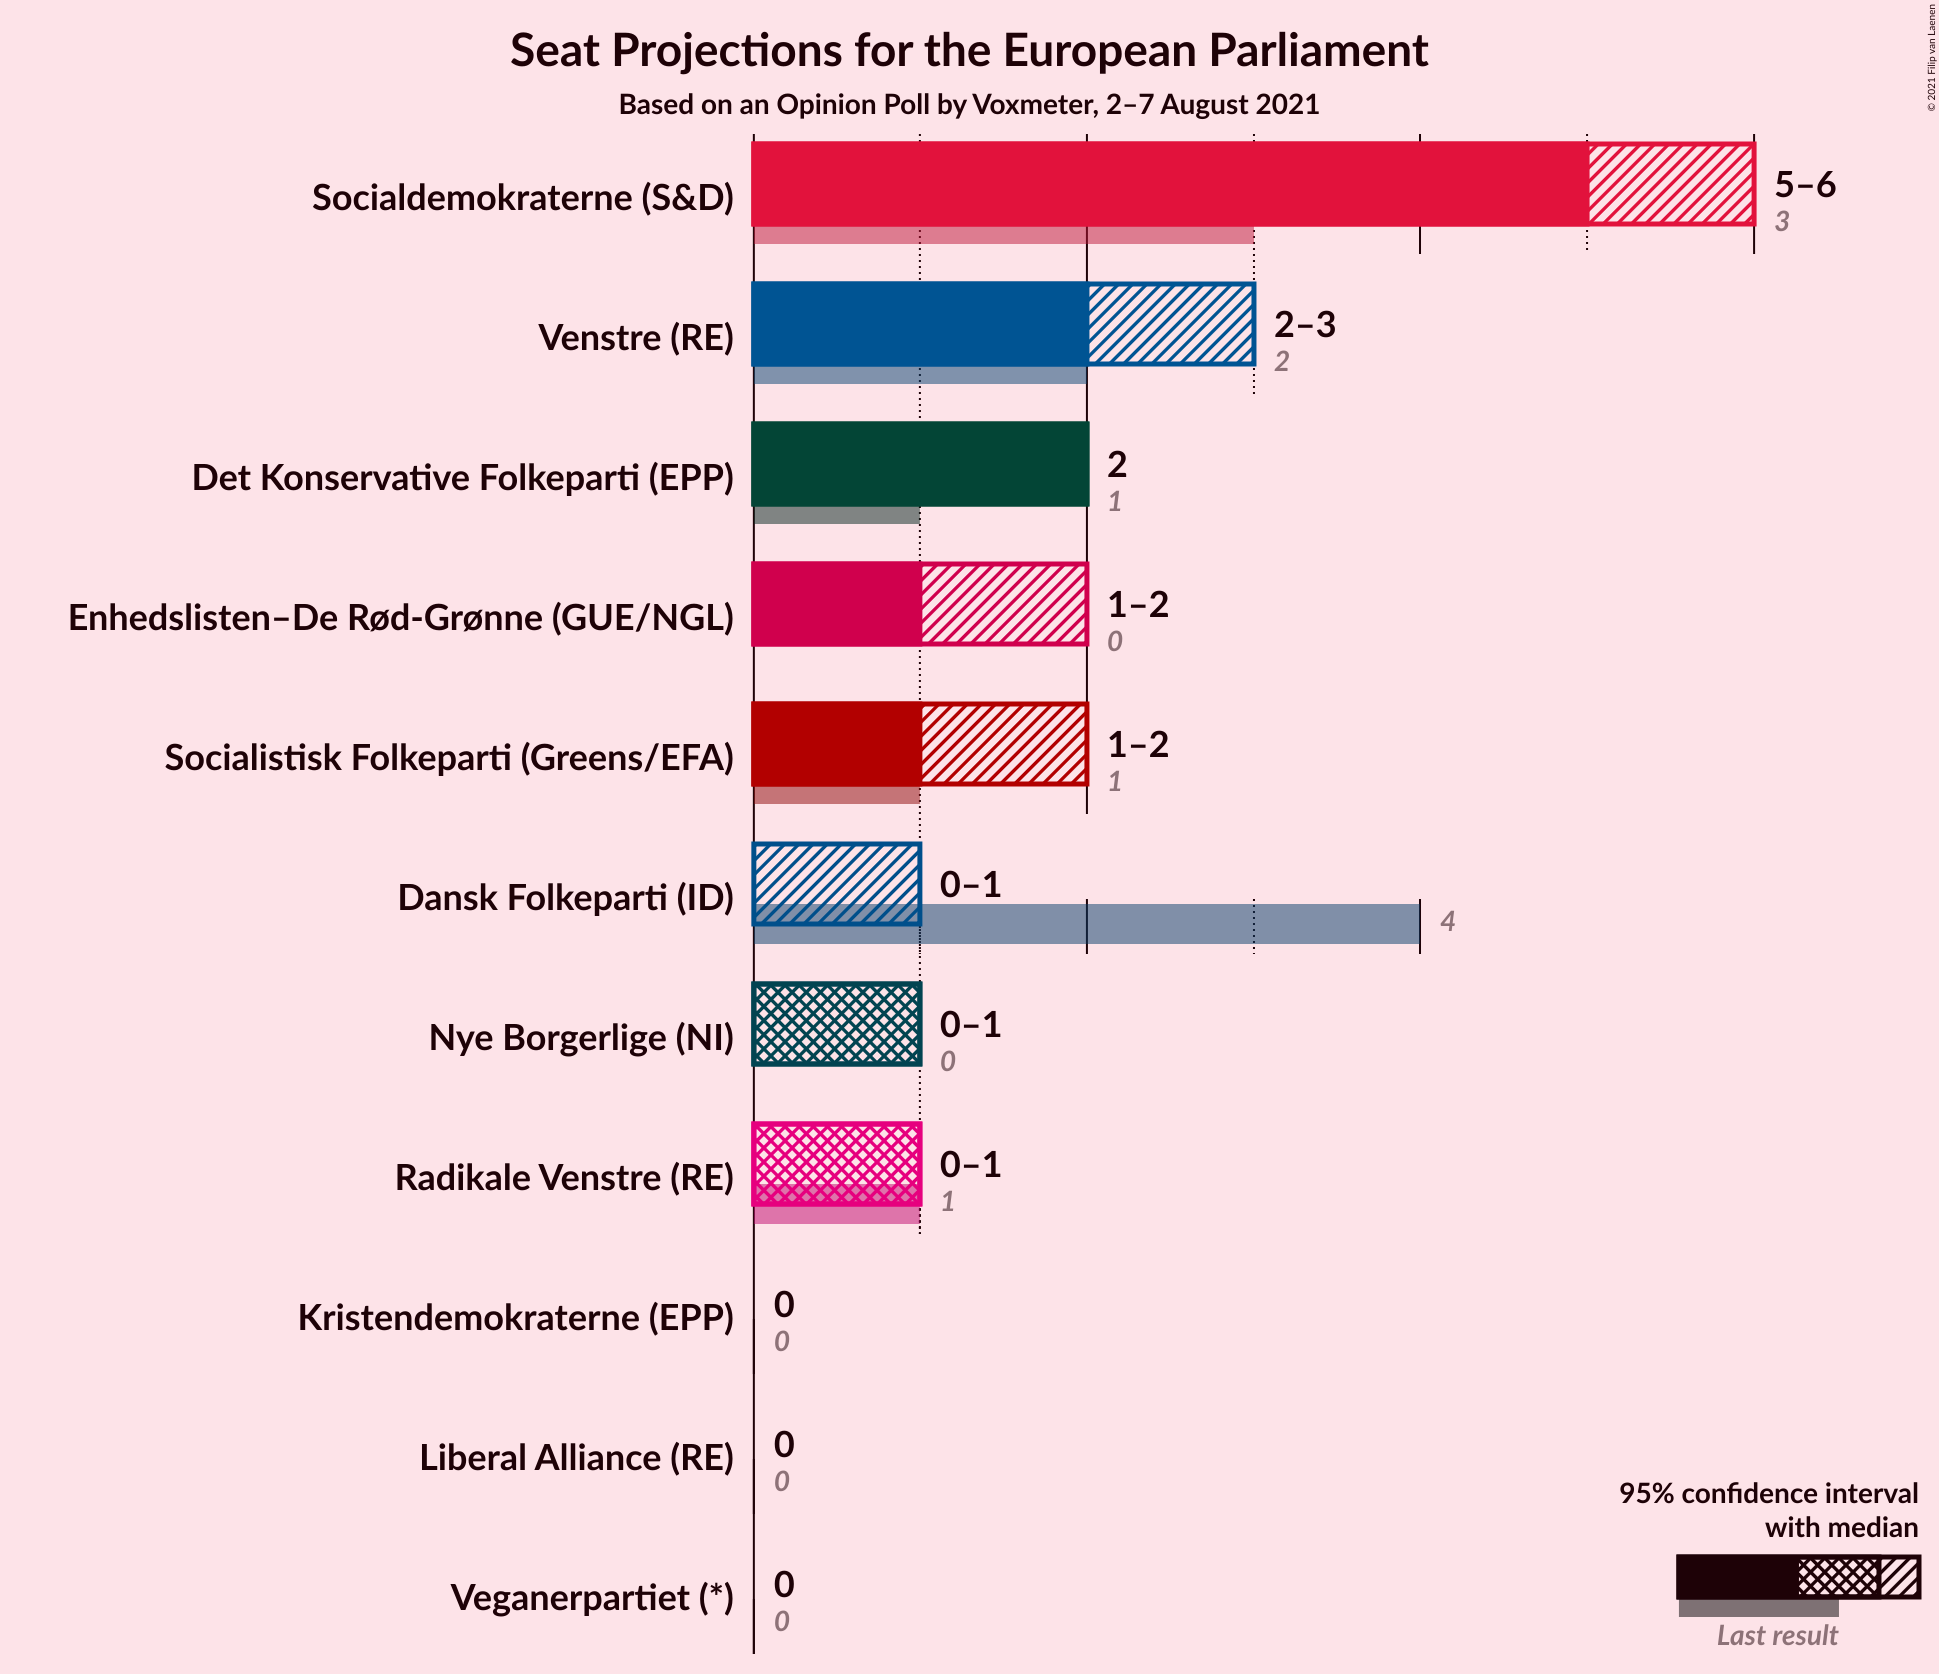 Seat Projections for the European Parliament
Based on an Opinion Poll by Voxmeter, 2–7 August 2021
© 2021 Filip van Laenen
Socialdemokraterne (S&D)
5–6
3
Venstre (RE)
2–3
2
Det Konservative Folkeparti (EPP)
2
1
Enhedslisten–De Rød-Grønne (GUE/NGL)
1–2
0
Socialistisk Folkeparti (Greens/EFA)
1–2
1
Dansk Folkeparti (ID)
0–1
4
Nye Borgerlige (NI)
0–1
0
Radikale Venstre (RE)
0–1
1
Kristendemokraterne (EPP)
0
0
Liberal Alliance (RE)
0
0
Veganerpartiet (*)
0
0
95% confidence interval
with median
Last result